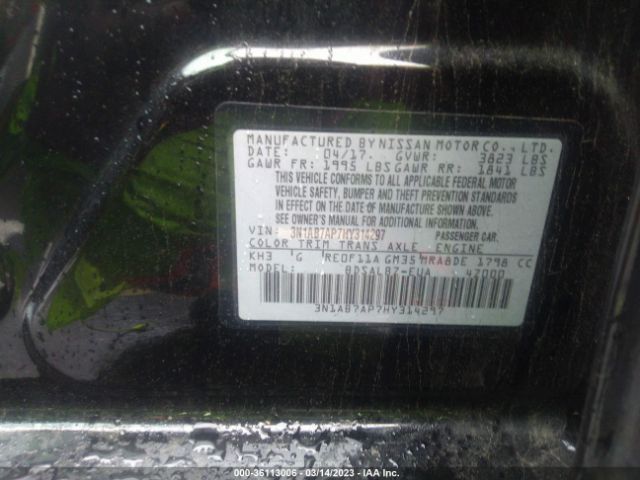 MANUFACTURED BY NISSAN MOTOR CO., LTD.
DATE: 04/17. GVWR: 3823 LBS
GAWR FR: 1995 LBS GAWR RR: 1841 LBS
THIS VEHICLE CONFORMS TO ALL APPLICABLE FEDERAL MOTOR
VEHICLE SAFETY, BUMPER AND THEFT PREVENTION STANDARDS
IN EFFECT ON THE DATE OF MANUFACTURE SHOWN ABOVE.
SEE OWNER'S MANUAL FOR ADDITIONAL INFORMATION.
VIN: 3N1AB7AP7HY314297 PASSENGER CAR.
COLOR TRIM TRANS AXLE ENGINE
KH3 G RE0F11A GM35 MRA8DE 1798 CC
MODEL: BDSALB7-EUA 47000
3N1AB7AP7HY314297
000-36113006 - 03/14/2023 - IAA Inc.